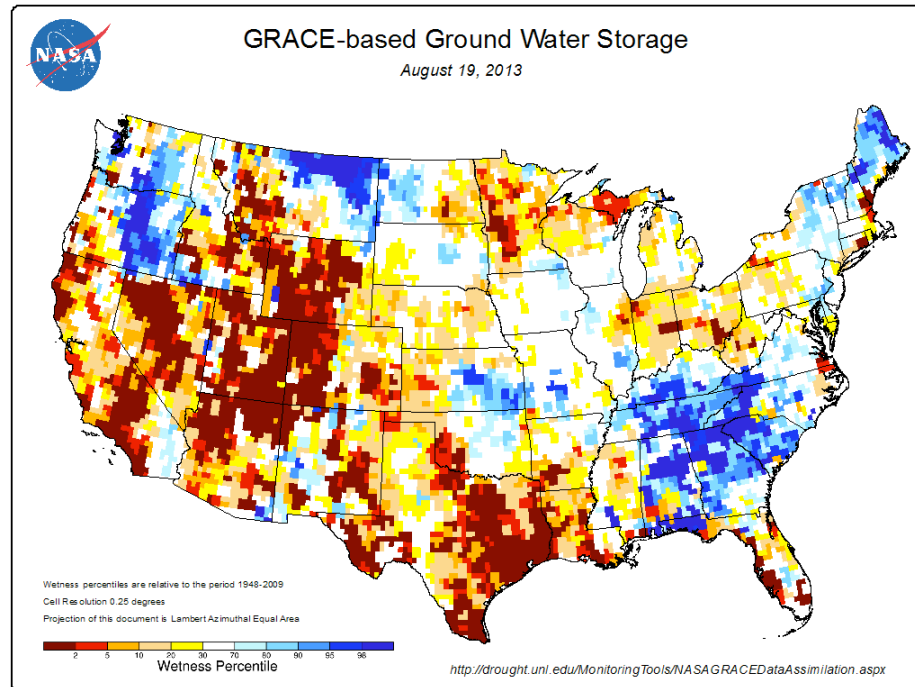 NASA
GRACE-based Ground Water Storage
August 19, 2013
Wetness percentiles are relative to the period 1948-2009
Cell Resolution 0.25 degrees
Projection of this document is Lambert Azimuthal Equal Area
2 5 10 20 30 70 80 90 95 98
Wetness Percentile
http://drought.unl.edu/MonitoringTools/NASAGRACEDataAssimilation.aspx